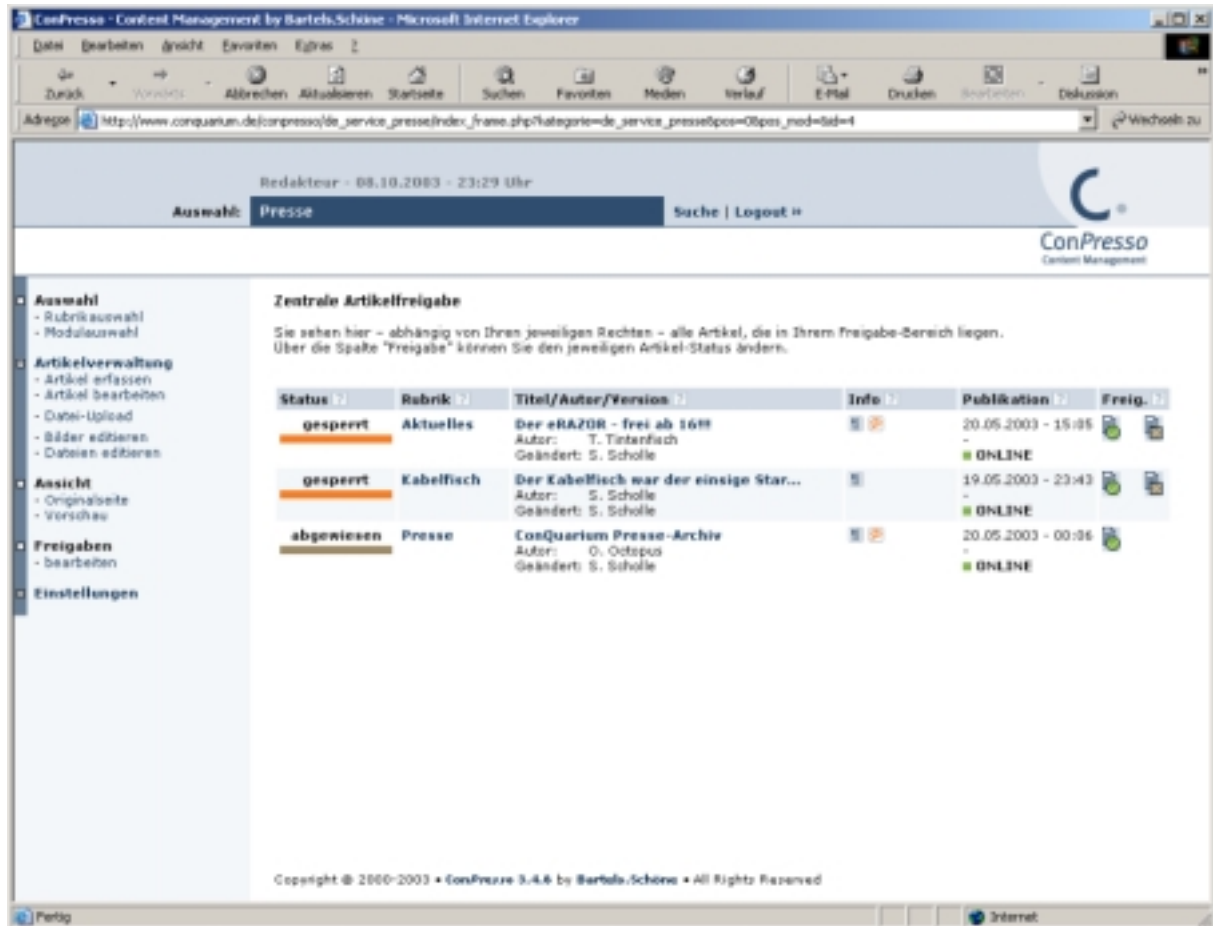 ConPresso - Content Management by Bartels.Schöne - Microsoft Internet Explorer
Datei Bearbeiten Ansicht Favoriten Extras ?
Zurück Vorwärts Abbrechen Aktualisieren Startseite Suchen Favoriten Medien Verlauf E-Mail Drucken Bearbeiten Diskussion
Adresse http://www.conquarium.de/conpresso/de_service_presse/index_frame.php?kategorie=de_service_presse&pos=0&pos_mod=&id=4 Wechseln zu
Redakteur - 08.10.2003 - 23:29 Uhr
Auswahl: Presse Suche | Logout »
ConPresso
Content Management
Auswahl
- Rubrikauswahl
- Modulauswahl
Artikelverwaltung
- Artikel erfassen
- Artikel bearbeiten
- Datei-Upload
- Bilder editieren
- Dateien editieren
Ansicht
- Originalseite
- Vorschau
Freigaben
- bearbeiten
Einstellungen
Zentrale Artikelfreigabe
Sie sehen hier – abhängig von Ihren jeweiligen Rechten – alle Artikel, die in Ihrem Freigabe-Bereich liegen.
Über die Spalte "Freigabe" können Sie den jeweiligen Artikel-Status ändern.
Status ? Rubrik ? Titel/Autor/Version ? Info ? Publikation ? Freig. ?
gesperrt Aktuelles Der eRAZOR - frei ab 16!!! 20.05.2003 - 15:05
Autor: T. Tintenfisch -
Geändert: S. Scholle ONLINE
gesperrt Kabelfisch Der Kabelfisch war der einsige Star... 19.05.2003 - 23:43
Autor: S. Scholle -
Geändert: S. Scholle ONLINE
abgewiesen Presse ConQuarium Presse-Archiv 20.05.2003 - 00:06
Autor: O. Octopus -
Geändert: S. Scholle ONLINE
Copyright © 2000-2003 • ConPresso 3.4.6 by Bartels.Schöne • All Rights Reserved
Fertig Internet